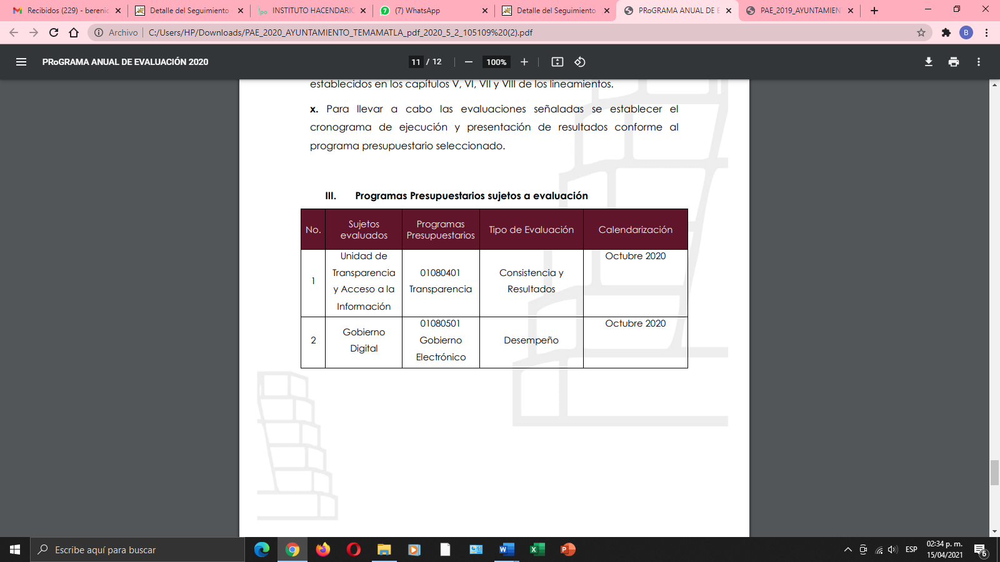 Recibidos (229) - berenic
Detalle del Seguimiento
INSTITUTO HACENDARIO
(7) WhatsApp
Detalle del Seguimiento
PRoGRAMA ANUAL DE E
PAE_2019_AYUNTAMIEN
Archivo
C:/Users/HP/Downloads/PAE_2020_AYUNTAMIENTO_TEMAMATLA_pdf_2020_5_2_105109%20(2).pdf
B
PRoGRAMA ANUAL DE EVALUACIÓN 2020
11 / 12
100%
establecidos en los capítulos V, VI, VII y VIII de los lineamientos.
x. Para llevar a cabo las evaluaciones señaladas se establecer el
cronograma de ejecución y presentación de resultados conforme al
programa presupuestario seleccionado.
III. Programas Presupuestarios sujetos a evaluación
No.
Sujetos
evaluados
Programas
Presupuestarios
Tipo de Evaluación
Calendarización
1
Unidad de
Transparencia
y Acceso a la
Información
01080401
Transparencia
Consistencia y
Resultados
Octubre 2020
2
Gobierno
Digital
01080501
Gobierno
Electrónico
Desempeño
Octubre 2020
Escribe aquí para buscar
ESP
02:34 p. m.
15/04/2021
6